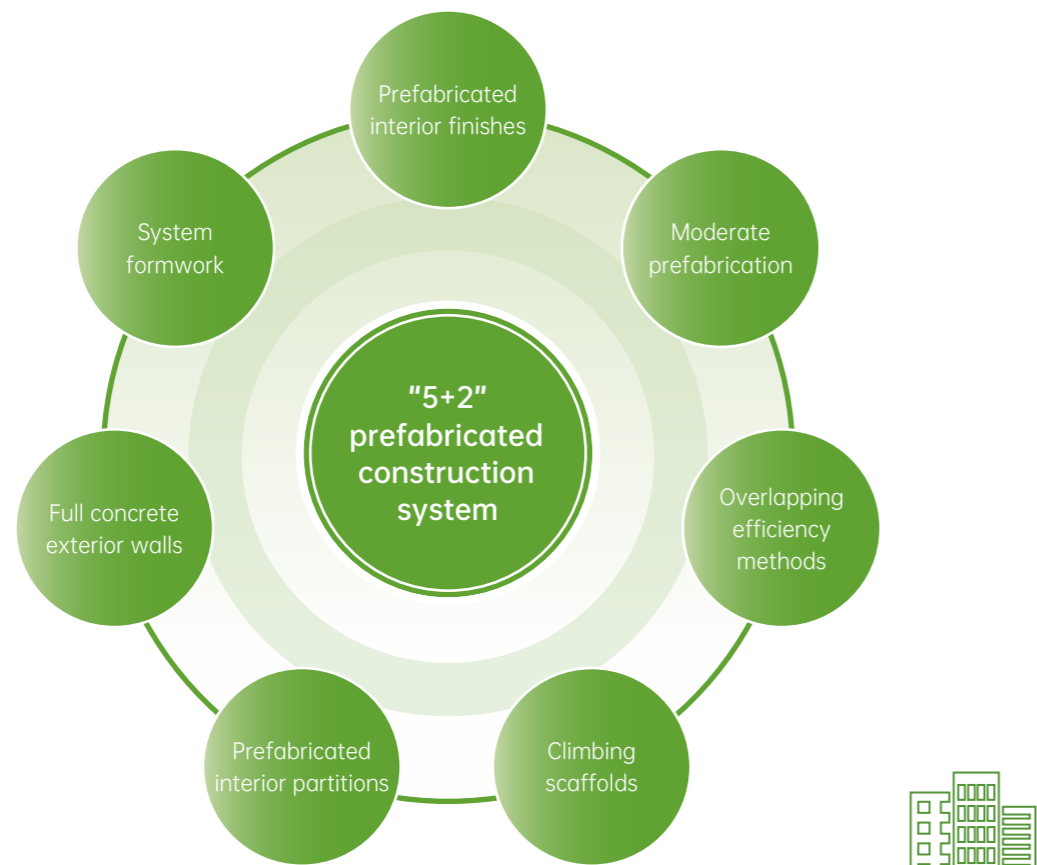 Prefabricated
interior finishes
System
formwork
Moderate
prefabrication
"5+2"
prefabricated
construction
system
Full concrete
exterior walls
Overlapping
efficiency
methods
Prefabricated
interior partitions
Climbing
scaffolds